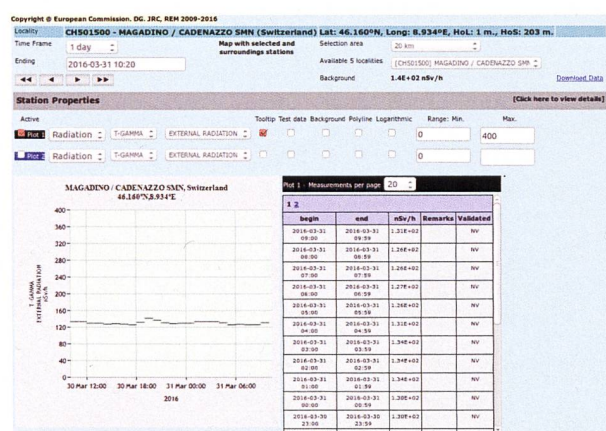 Copyright @ European Commission. DG. JRC, REM 2009-2016
Locality CH501500 - MAGADINO / CADENAZZO SMN (Switzerland) Lat: 46.160ºN, Long: 8.934ºE, HoL: 1 m., HoS: 203 m.
Time Frame 1 day Map with selected and surroundings stations Selection area 20 km
Ending 2016-03-31 10:20 Available 5 localities [CH501500] MAGADINO / CADENZZO SMN
Background 1.4E+02 nSv/h Download Data
Station Properties [Click here to view details]
Active Tooltip Test data Background Polyline Logarithmic Range: Min. Max.
Plot 1 Radiation T-GAMMA EXTERNAL RADIATION 0 400
Plot 2 Radiation T-GAMMA EXTERNAL RADIATION 0
MAGADINO / CADENAZZO SMN, Switzerland
46.160°N,8.934°E
T-GAMMA
EXTERNAL RADIATION
nSv/h
400
360
320
280
240
200
160
120
80
40
0
30 Mar 12:00 30 Mar 18:00 31 Mar 00:00 31 Mar 06:00
2016
Plot 1 - Measurements per page 20
1 2
begin end nSv/h Remarks Validated
2016-03-31 2016-03-31 1.31E+02 NV
09:59
2016-03-31 2016-03-31 1.26E+02 NV
2016-03-31 2016-03-31 1.26E+02 NV
07:00 07:59
2016-03-31 2016-03-31 1.27E+02 NV
06:00 06:59
2016-03-31 2016-03-31 1.26E+02 NV
05:00 05:59
2016-03-31 2016-03-31 1.31E+02 NV
04:00 04:59
2016-03-31 2016-03-31 1.34E+02 NV
03:59
2016-03-31 2016-03-31 1.34E+02 NV
02:00 02:59
2016-03-31 2016-03-31 1.34E+02 NV
01:00 01:59
2016-03-31 2016-03-31 1.30E+02 NV
00:00 00:59
2016-03-30 2016-03-30 1.30E+02 NV
23:00 23:59